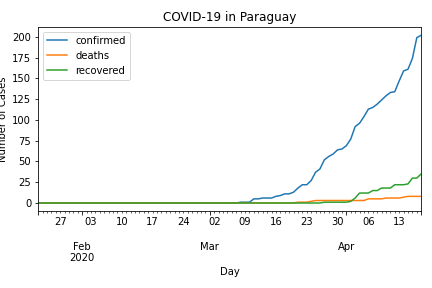 COVID-19 in Paraguay
confirmed
deaths
recovered
200
175
150
125
100
75
50
25
0
Number of Cases
27 03 10 17 24 02 09 16 23 30 06 13
Feb Mar Apr
2020
Day